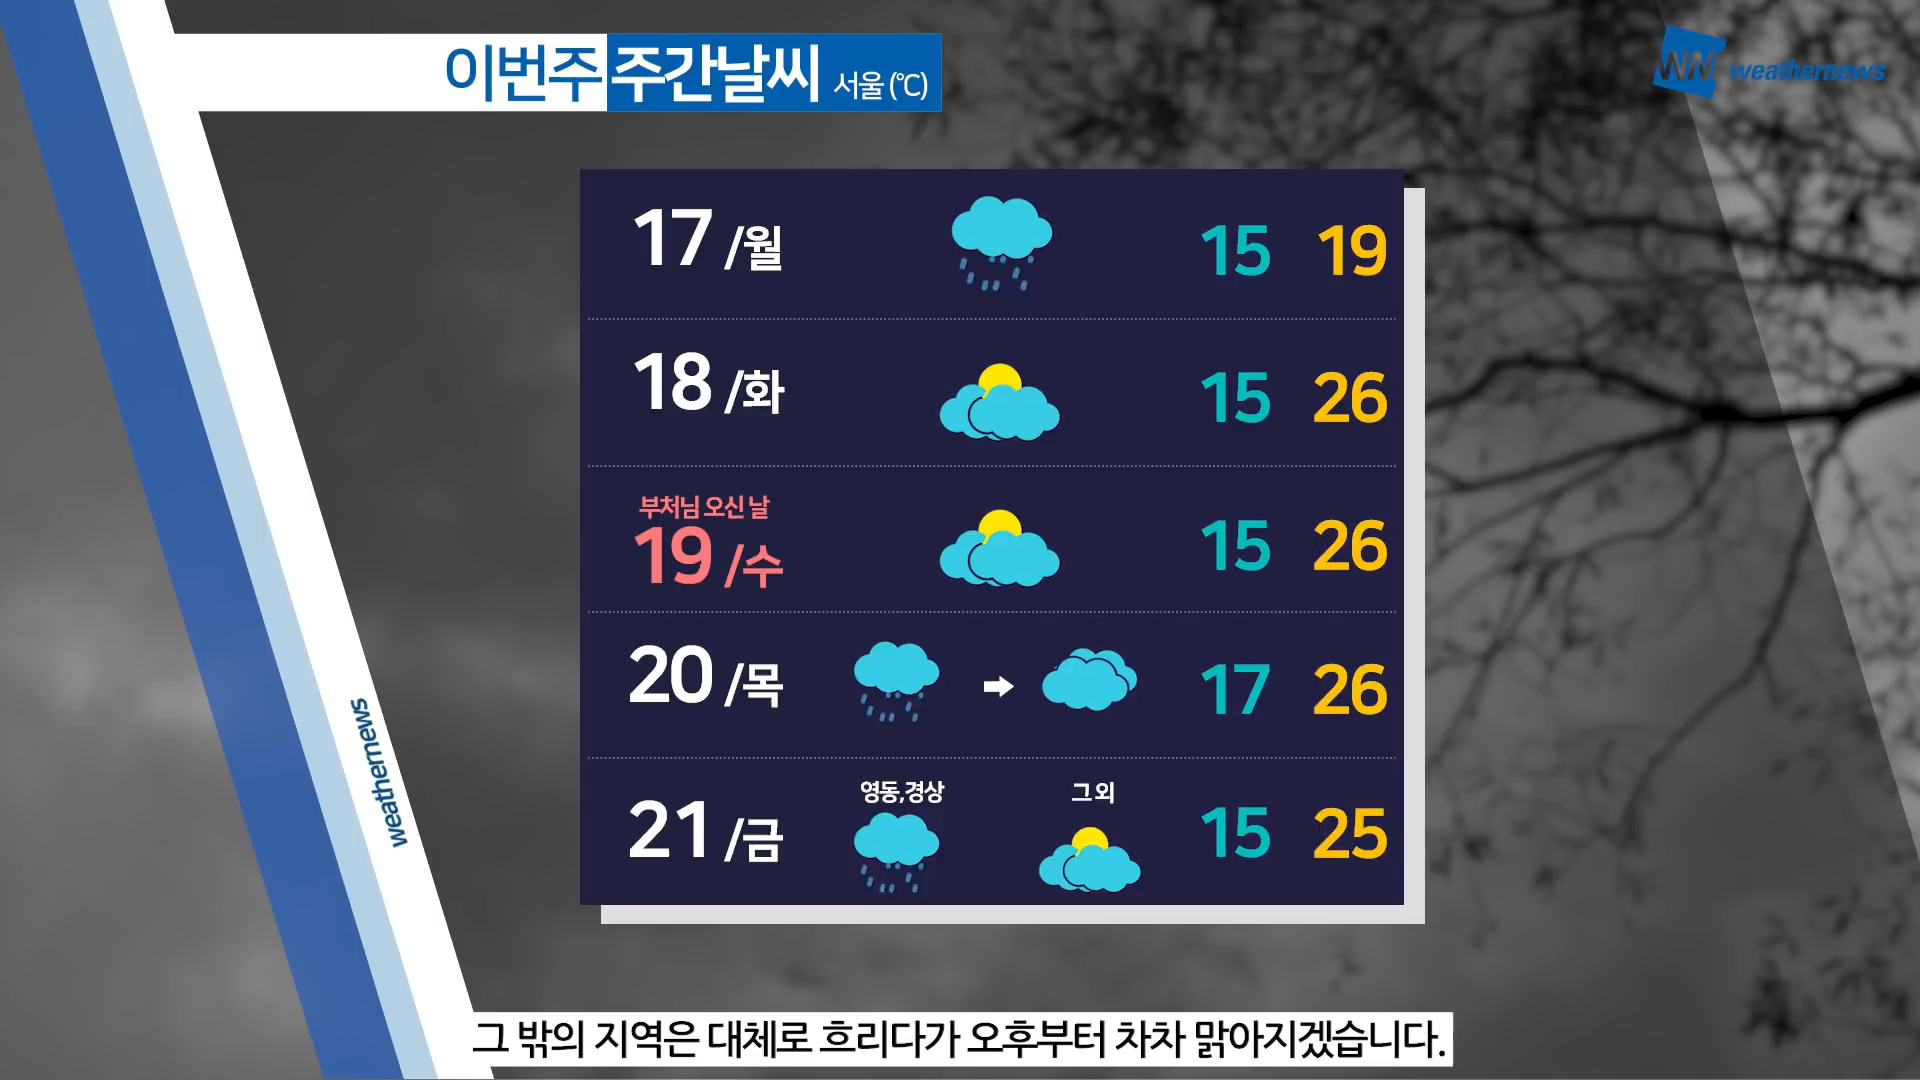 이번주 주간날씨 서울 (℃)
WN weathernews
17 /월 15 19
18 /화 15 26
부처님 오신 날
19 /수 15 26
20 /목 17 26
영동,경상 그 외
21 /금 15 25
weathernews
그 밖의 지역은 대체로 흐리다가 오후부터 차차 맑아지겠습니다.